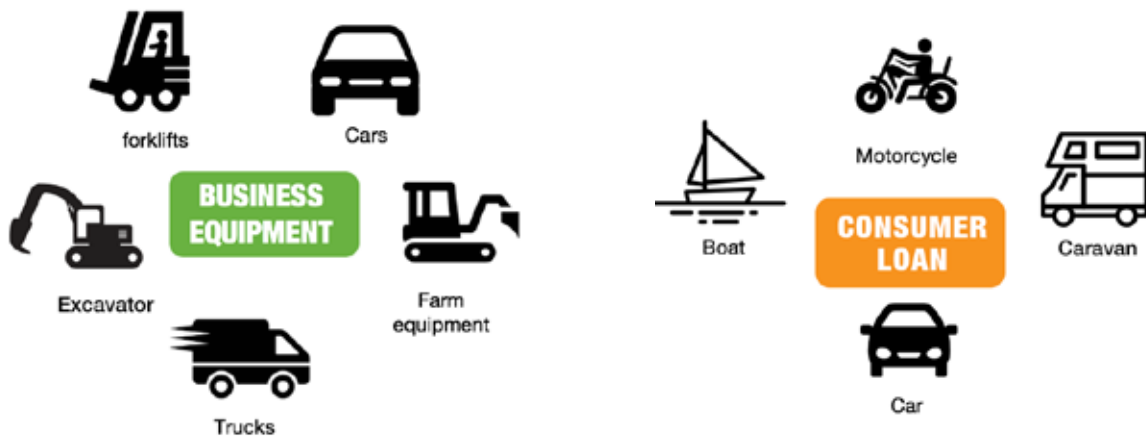 forklifts
Cars
BUSINESS
EQUIPMENT
Excavator
Farm
equipment
Trucks
Motorcycle
Boat
CONSUMER
LOAN
Caravan
Car